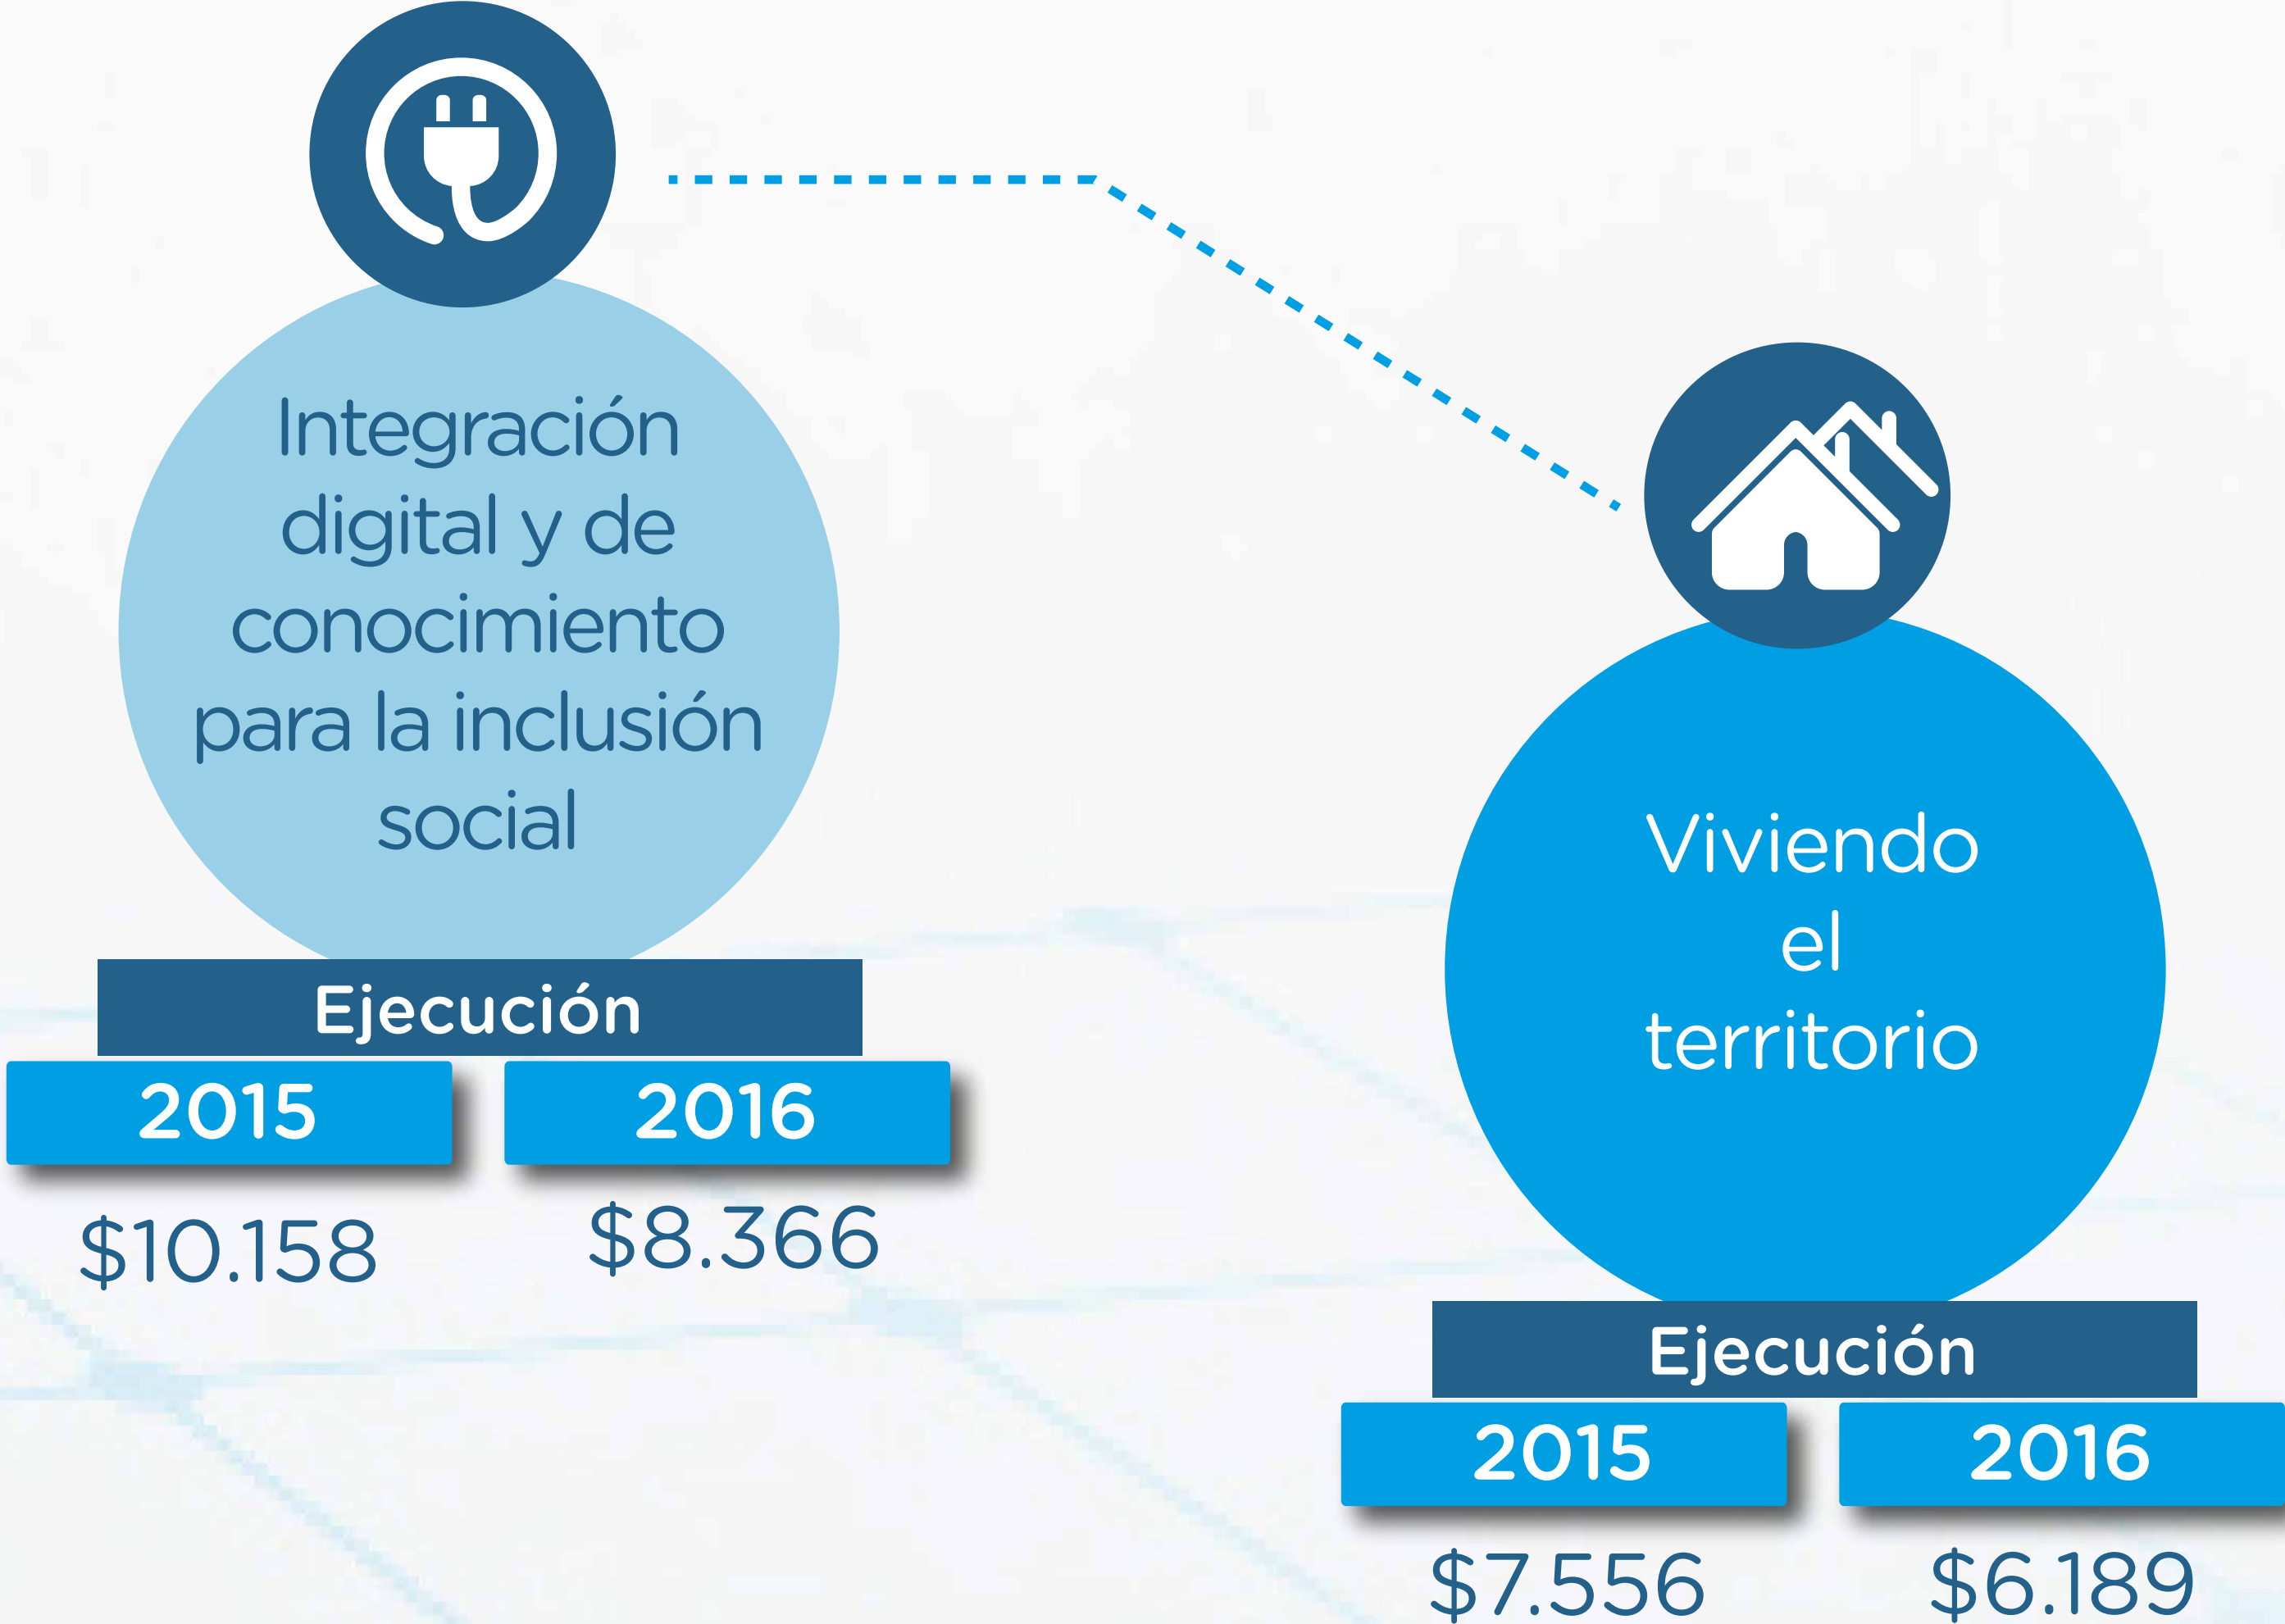 Integración
digital y de
conocimiento
para la inclusión
social
Ejecución
2015 2016
$10.158 $8.366
Viviendo
el
territorio
Ejecución
2015 2016
$7.556 $6.189